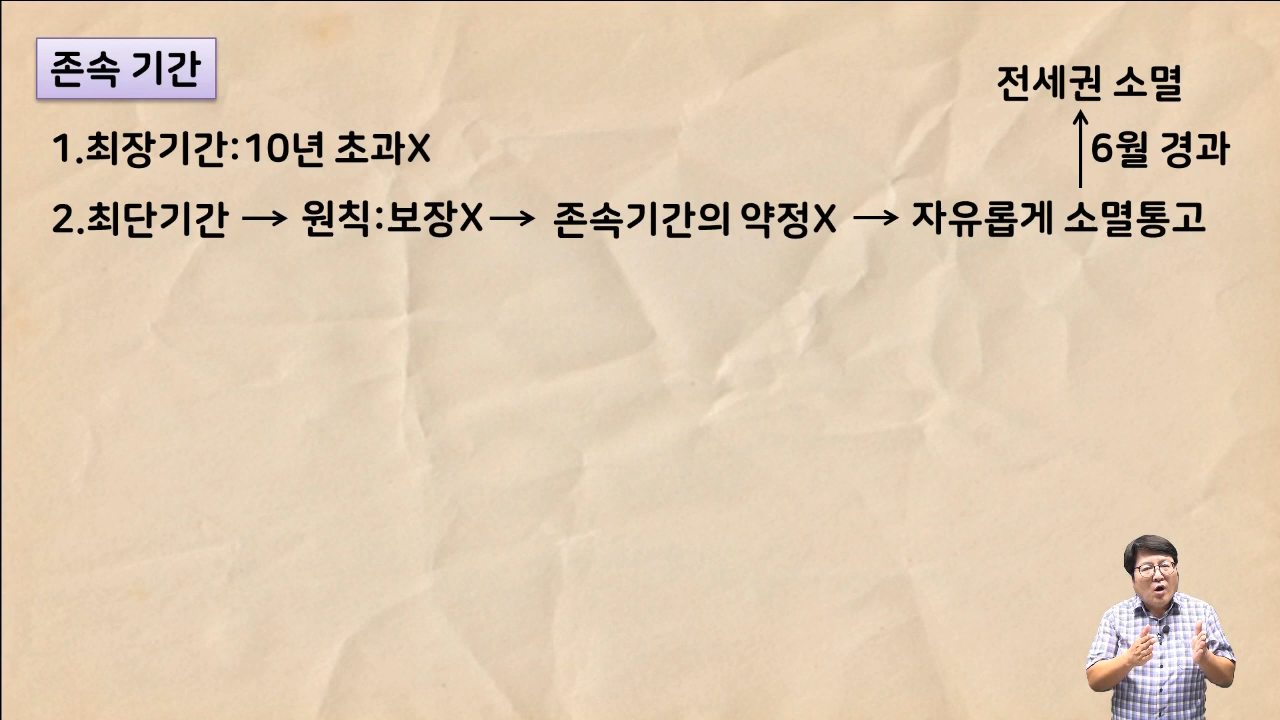 존속 기간
전세권 소멸
1.최장기간:10년 초과X
6월 경과
2.최단기간 → 원칙:보장X → 존속기간의 약정X → 자유롭게 소멸통고